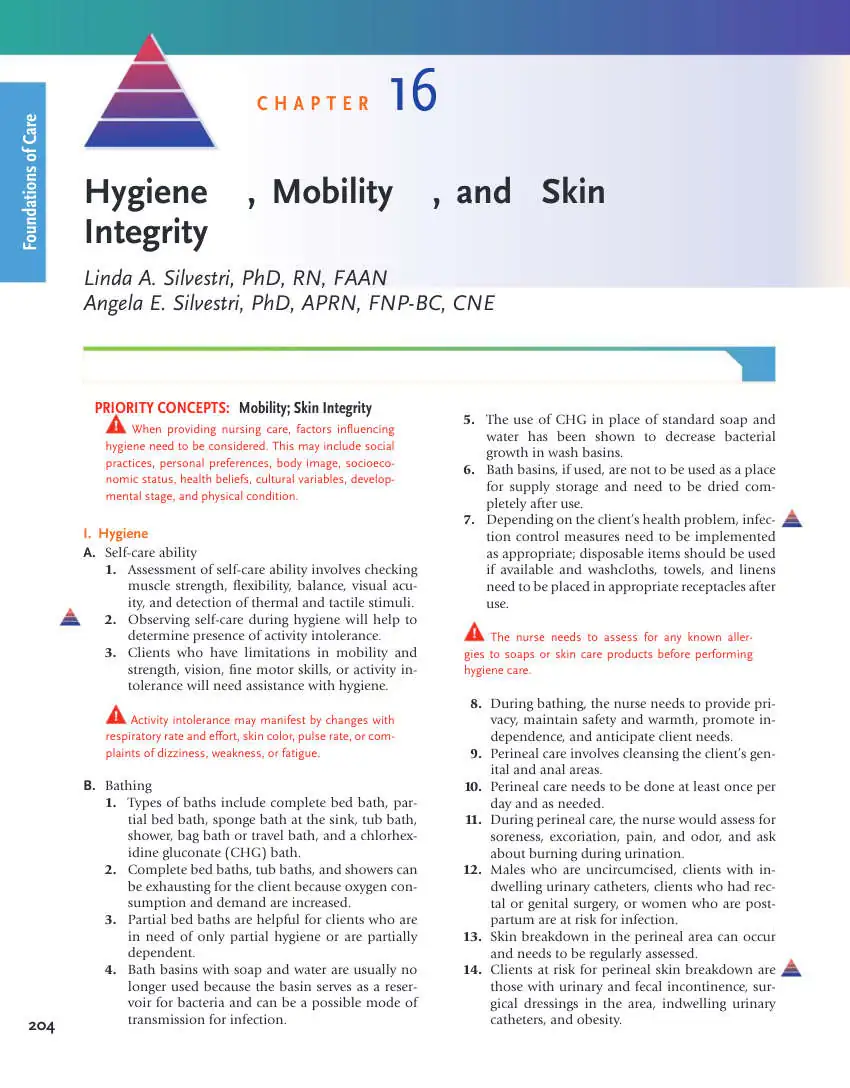 Foundations of Care
CHAPTER 16
Hygiene , Mobility , and Skin
Integrity
Linda A. Silvestri, PhD, RN, FAAN
Angela E. Silvestri, PhD, APRN, FNP-BC, CNE
PRIORITY CONCEPTS: Mobility; Skin Integrity
When providing nursing care, factors influencing
hygiene need to be considered. This may include social
practices, personal preferences, body image, socioeco-
nomic status, health beliefs, cultural variables, develop-
mental stage, and physical condition.
I. Hygiene
A. Self-care ability
1. Assessment of self-care ability involves checking
muscle strength, flexibility, balance, visual acu-
ity, and detection of thermal and tactile stimuli.
2. Observing self-care during hygiene will help to
determine presence of activity intolerance.
3. Clients who have limitations in mobility and
strength, vision, fine motor skills, or activity in-
tolerance will need assistance with hygiene.
Activity intolerance may manifest by changes with
respiratory rate and effort, skin color, pulse rate, or com-
plaints of dizziness, weakness, or fatigue.
B. Bathing
1. Types of baths include complete bed bath, par-
tial bed bath, sponge bath at the sink, tub bath,
shower, bag bath or travel bath, and a chlorhex-
idine gluconate (CHG) bath.
2. Complete bed baths, tub baths, and showers can
be exhausting for the client because oxygen con-
sumption and demand are increased.
3. Partial bed baths are helpful for clients who are
in need of only partial hygiene or are partially
dependent.
4. Bath basins with soap and water are usually no
longer used because the basin serves as a reser-
voir for bacteria and can be a possible mode of
transmission for infection.
5. The use of CHG in place of standard soap and
water has been shown to decrease bacterial
growth in wash basins.
6. Bath basins, if used, are not to be used as a place
for supply storage and need to be dried com-
pletely after use.
7. Depending on the client's health problem, infec-
tion control measures need to be implemented
as appropriate; disposable items should be used
if available and washcloths, towels, and linens
need to be placed in appropriate receptacles after
use.
The nurse needs to assess for any known aller-
gies to soaps or skin care products before performing
hygiene care.
8. During bathing, the nurse needs to provide pri-
vacy, maintain safety and warmth, promote in-
dependence, and anticipate client needs.
9. Perineal care involves cleansing the client's gen-
ital and anal areas.
10. Perineal care needs to be done at least once per
day and as needed.
11. During perineal care, the nurse would assess for
soreness, excoriation, pain, and odor, and ask
about burning during urination.
12. Males who are uncircumcised, clients with in-
dwelling urinary catheters, clients who had rec-
tal or genital surgery, or women who are post-
partum are at risk for infection.
13. Skin breakdown in the perineal area can occur
and needs to be regularly assessed.
14. Clients at risk for perineal skin breakdown are
those with urinary and fecal incontinence, sur-
gical dressings in the area, indwelling urinary
catheters, and obesity.
204